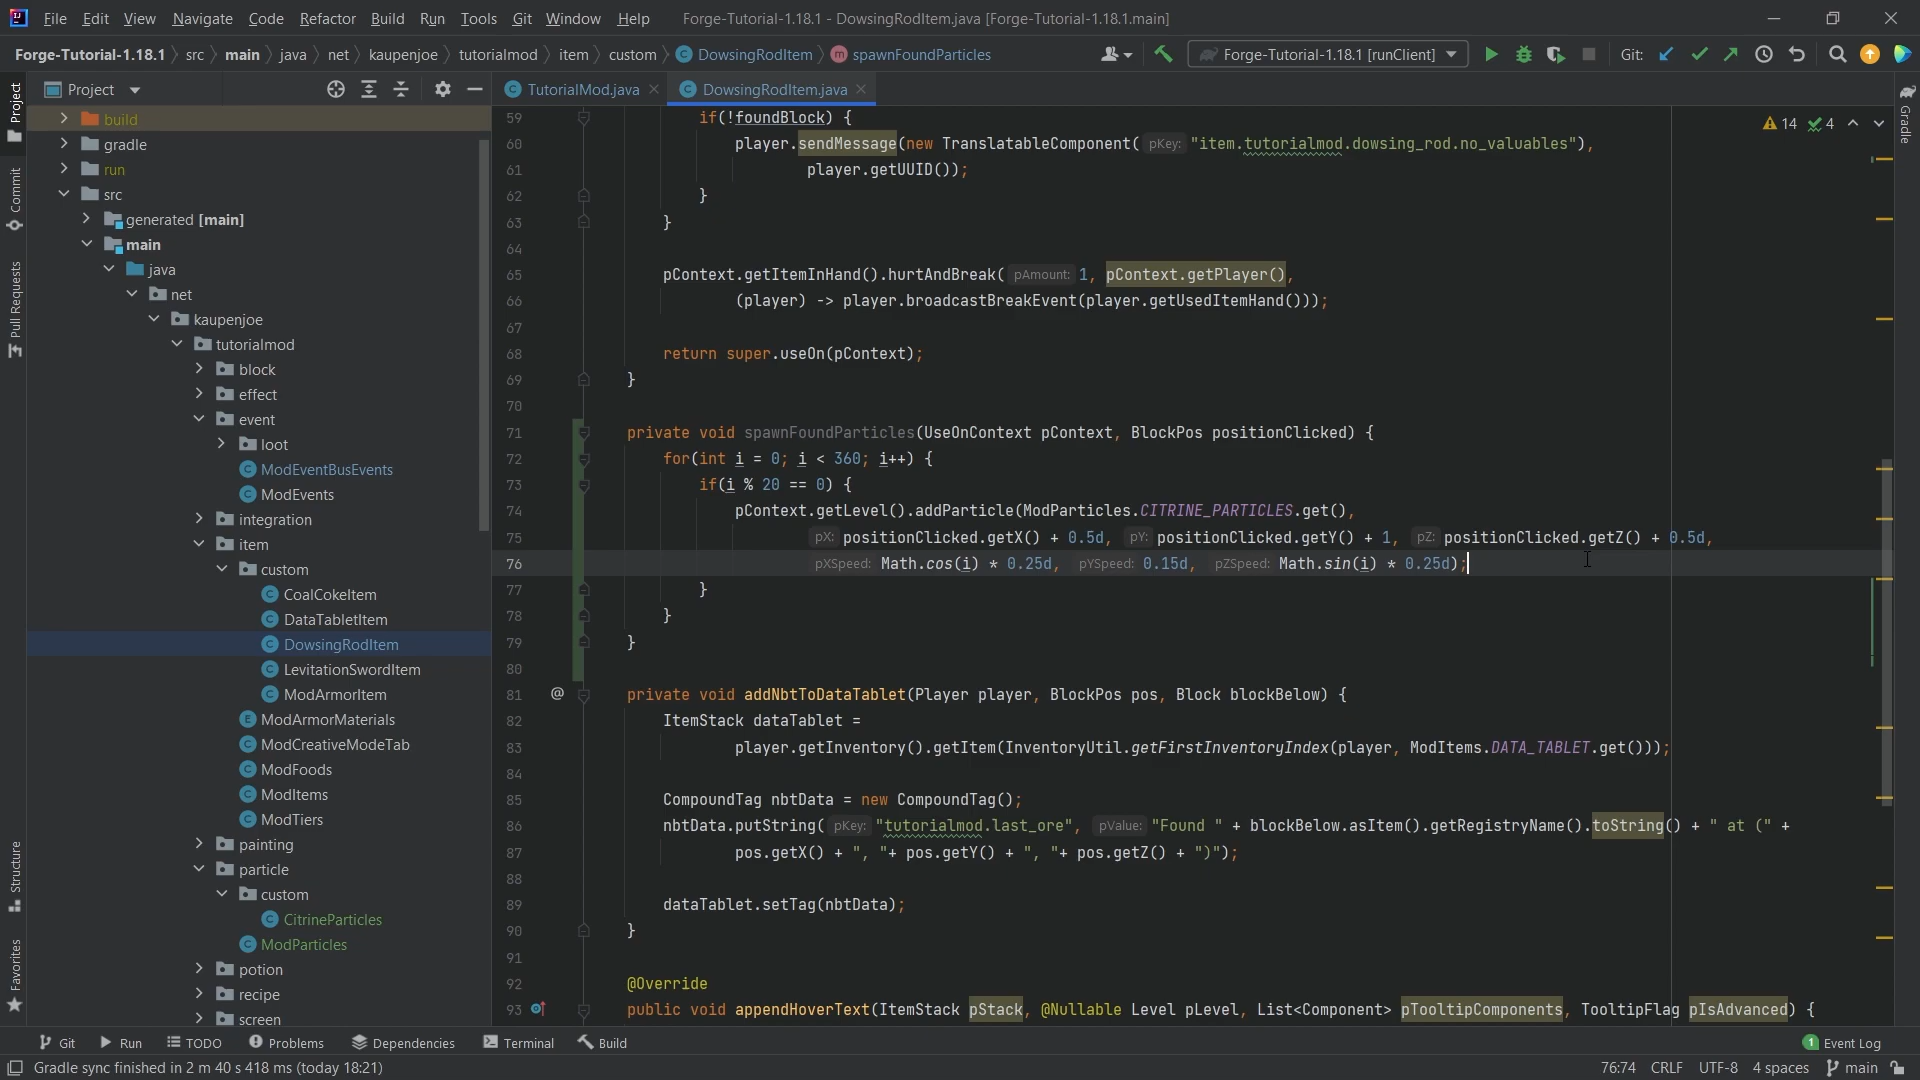 File Edit View Navigate Code Refactor Build Run Tools Git Window Help Forge-Tutorial-1.18.1 - DowsingRodItem.java [Forge-Tutorial-1.18.1.main]
Forge-Tutorial-1.18.1 src main java net kaupenjoe tutorialmod item custom DowsingRodItem spawnFoundParticles Forge-Tutorial-1.18.1 [runClient] Git:
Project
TutorialMod.java DowsingRodItem.java
Project
Commit
Pull Requests
Structure
Favorites
Gradle
build
gradle
run
src
generated [main]
main
java
net
kaupenjoe
tutorialmod
block
effect
event
loot
ModEventBusEvents
ModEvents
integration
item
custom
CoalCokeItem
DataTabletItem
DowsingRodItem
LevitationSwordItem
ModArmorItem
ModArmorMaterials
ModCreativeModeTab
ModFoods
ModItems
ModTiers
painting
particle
custom
CitrineParticles
ModParticles
potion
recipe
screen
14 4
59 if(!foundBlock) {
60 player.sendMessage(new TranslatableComponent( pKey: "item.tutorialmod.dowsing_rod.no_valuables"),
61 player.getUUID());
62 }
63 }
64
65 pContext.getItemInHand().hurtAndBreak( pAmount: 1, pContext.getPlayer(),
66 (player) -> player.broadcastBreakEvent(player.getUsedItemHand()));
67
68 return super.useOn(pContext);
69 }
70
71 private void spawnFoundParticles(UseOnContext pContext, BlockPos positionClicked) {
72 for(int i = 0; i < 360; i++) {
73 if(i % 20 == 0) {
74 pContext.getLevel().addParticle(ModParticles.CITRINE_PARTICLES.get(),
75 pX: positionClicked.getX() + 0.5d, pY: positionClicked.getY() + 1, pZ: positionClicked.getZ() + 0.5d,
76 pXSpeed: Math.cos(i) * 0.25d, pYSpeed: 0.15d, pZSpeed: Math.sin(i) * 0.25d);
77 }
78 }
79 }
80
81 @ private void addNbtToDataTablet(Player player, BlockPos pos, Block blockBelow) {
82 ItemStack dataTablet =
83 player.getInventory().getItem(InventoryUtil.getFirstInventoryIndex(player, ModItems.DATA_TABLET.get()));
84
85 CompoundTag nbtData = new CompoundTag();
86 nbtData.putString( pKey: "tutorialmod.last_ore", pValue: "Found " + blockBelow.asItem().getRegistryName().toString() + " at (" +
87 pos.getX() + ", "+ pos.getY() + ", "+ pos.getZ() + ")");
88
89 dataTablet.setTag(nbtData);
90 }
91
92 @Override
93 public void appendHoverText(ItemStack pStack, @Nullable Level pLevel, List<Component> pTooltipComponents, TooltipFlag pIsAdvanced) {
Git Run TODO Problems Dependencies Terminal Build 1 Event Log
Gradle sync finished in 2 m 40 s 418 ms (today 18:21) 76:74 CRLF UTF-8 4 spaces main